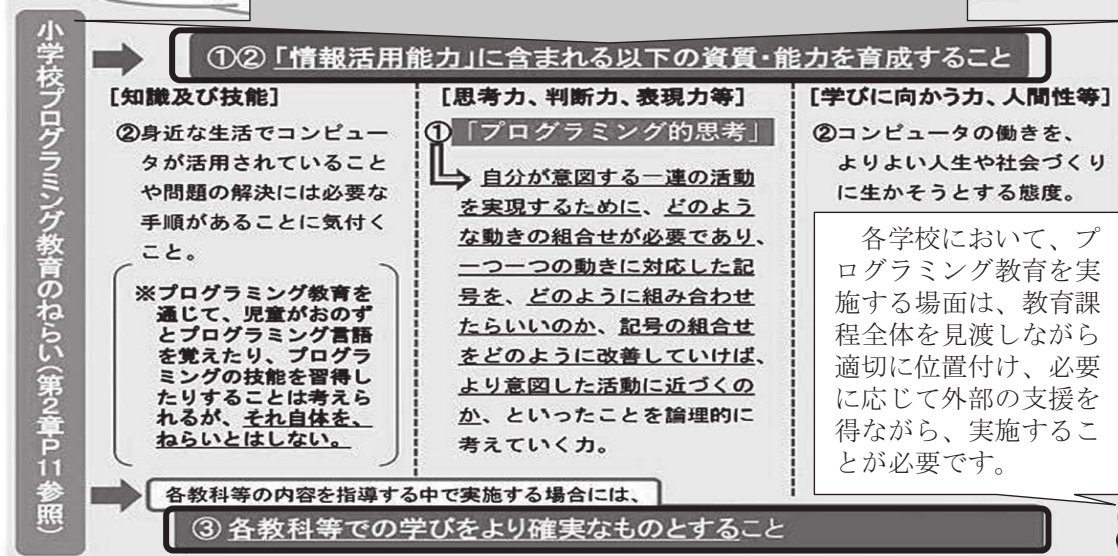 小学校プログラミング教育のねらい(第2章P11参照)
①②「情報活用能力」に含まれる以下の資質・能力を育成すること
[知識及び技能]
②身近な生活でコンピュー
タが活用されていること
や問題の解決には必要な
手順があることに気付く
こと。
※プログラミング教育を
通じて、児童がおのず
とプログラミング言語
を覚えたり、プログラ
ミングの技能を習得し
たりすることは考えら
れるが、それ自体を、
ねらいとはしない。
[思考力、判断力、表現力等]
①「プログラミング的思考」
自分が意図する一連の活動
を実現するために、どのよう
な動きの組合せが必要であり、
一つ一つの動きに対応した記
号を、どのように組み合わせ
たらいいのか、記号の組合せ
をどのように改善していけば、
より意図した活動に近づくの
か、といったことを論理的に
考えていく力。
[学びに向かう力、人間性等]
②コンピュータの働きを、
よりよい人生や社会づくり
に生かそうとする態度。
各学校において、プ
ログラミング教育を実
施する場面は、教育課
程全体を見渡しながら
適切に位置付け、必要
に応じて外部の支援を
得ながら、実施するこ
とが必要です。
各教科等の内容を指導する中で実施する場合には、
③ 各教科等での学びをより確実なものとすること